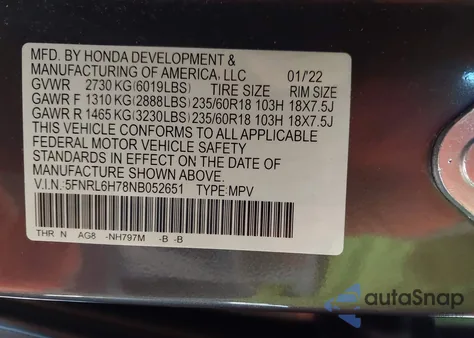 MFD. BY HONDA DEVELOPMENT &
MANUFACTURING OF AMERICA, LLC 01/'22
GVWR 2730 KG(6019LBS) TIRE SIZE RIM SIZE
GAWR F 1310 KG(2888LBS) 235/60R18 103H 18X7.5J
GAWR R 1465 KG(3230LBS) 235/60R18 103H 18X7.5J
THIS VEHICLE CONFORMS TO ALL APPLICABLE
FEDERAL MOTOR VEHICLE SAFETY
STANDARDS IN EFFECT ON THE DATE OF
MANUFACTURE SHOWN ABOVE.
V.I.N.:5FNRL6H78NB052651 TYPE:MPV
THR N AG8 -NH797M -B -B
autoSnap